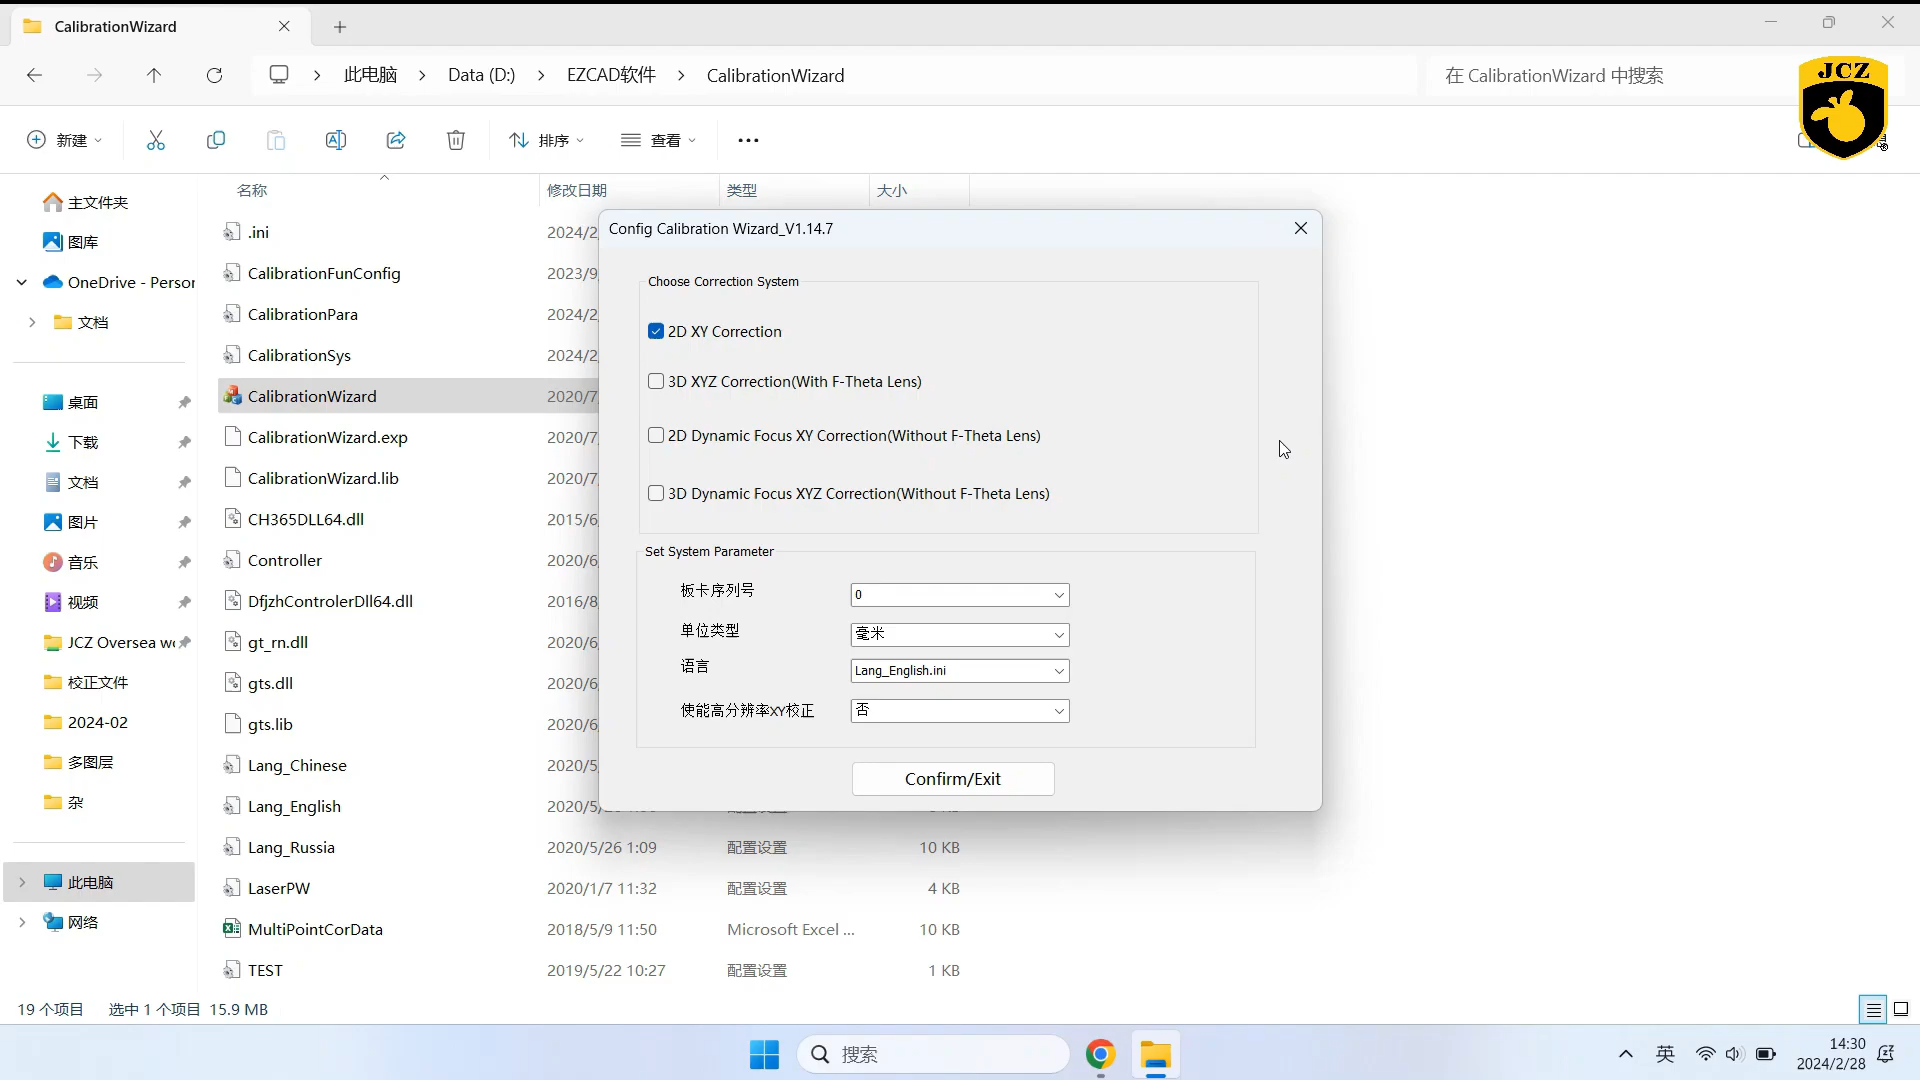 CalibrationWizard
此电脑 Data (D:) EZCAD软件 CalibrationWizard
在 CalibrationWizard 中搜索
JCZ
新建 排序 查看
名称 修改日期 类型 大小
主文件夹
图库
OneDrive - Persor
文档
桌面
下载
文档
图片
音乐
视频
JCZ Oversea w
校正文件
2024-02
多图层
杂
此电脑
网络
.ini 2024/2
CalibrationFunConfig 2023/9
CalibrationPara 2024/2
CalibrationSys 2024/2
CalibrationWizard 2020/7
CalibrationWizard.exp 2020/7
CalibrationWizard.lib 2020/7
CH365DLL64.dll 2015/6
Controller 2020/6
DfjzhControlerDll64.dll 2016/8
gt_rn.dll 2020/6
gts.dll 2020/6
gts.lib 2020/6
Lang_Chinese 2020/5
Lang_English 2020/5/
Lang_Russia 2020/5/26 1:09 配置设置 10 KB
LaserPW 2020/1/7 11:32 配置设置 4 KB
MultiPointCorData 2018/5/9 11:50 Microsoft Excel ... 10 KB
TEST 2019/5/22 10:27 配置设置 1 KB
Config Calibration Wizard_V1.14.7
Choose Correction System
2D XY Correction
3D XYZ Correction(With F-Theta Lens)
2D Dynamic Focus XY Correction(Without F-Theta Lens)
3D Dynamic Focus XYZ Correction(Without F-Theta Lens)
Set System Parameter
板卡序列号 0
单位类型 毫米
语言 Lang_English.ini
使能高分辨率XY校正 否
Confirm/Exit
19 个项目 选中 1 个项目 15.9 MB
搜索
英
14:30
2024/2/28